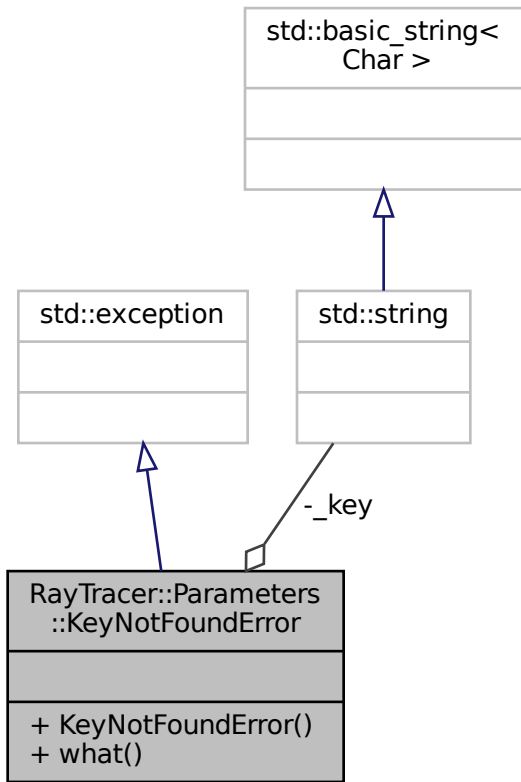 std::basic_string<
Char >
std::exception
std::string
-_key
RayTracer::Parameters
::KeyNotFoundError
+ KeyNotFoundError()
+ what()